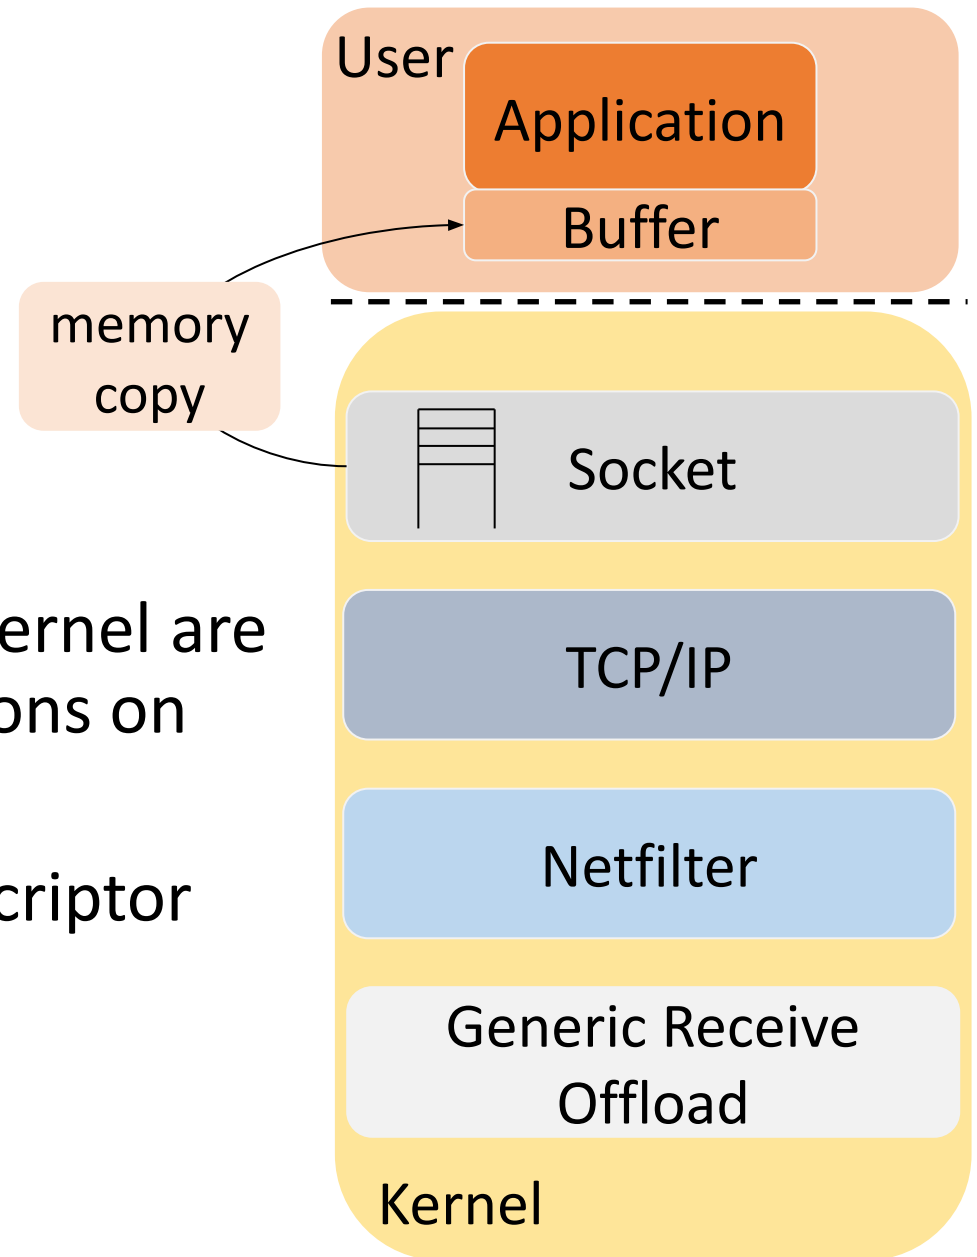 User
Application
Buffer
memory
copy
Socket
ernel are
TCP/IP
ons on
Netfilter
criptor
Generic Receive
Offload
Kernel